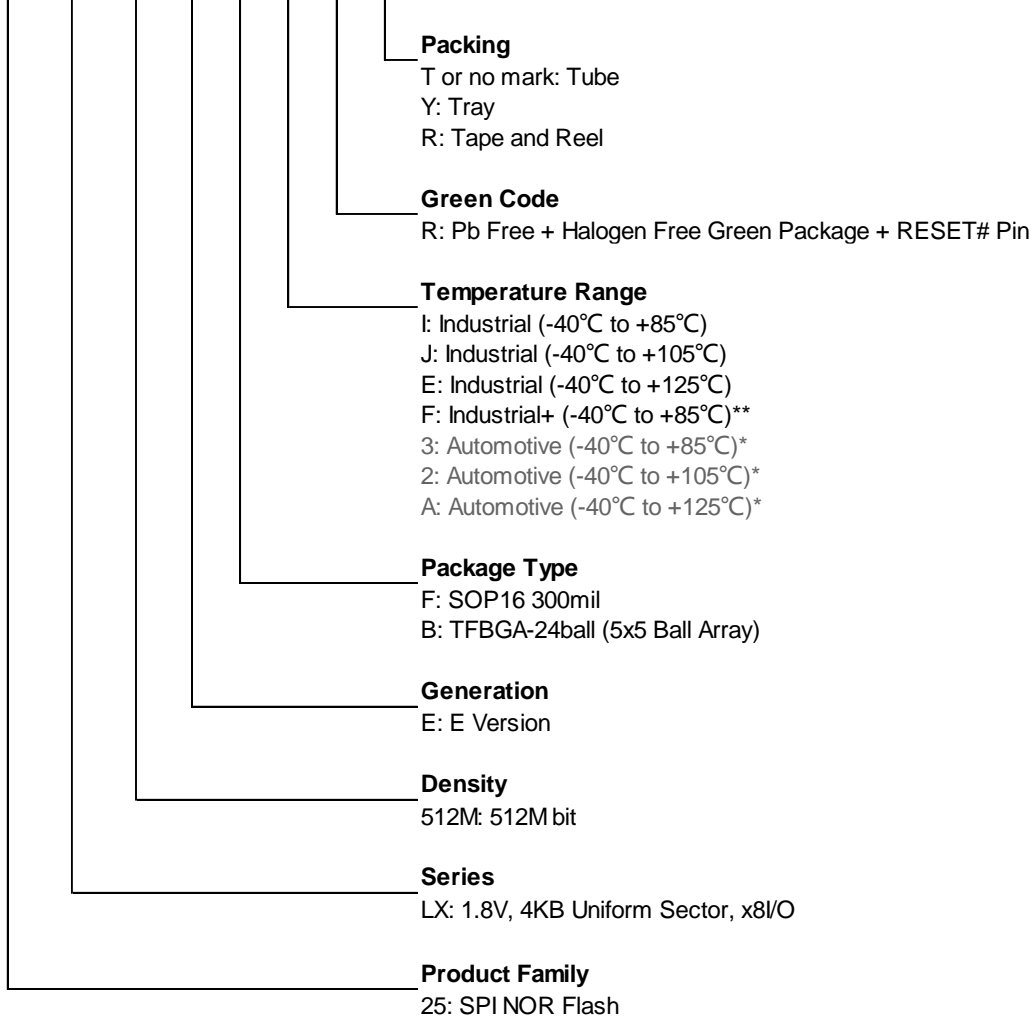 Packing
T or no mark: Tube
Y: Tray
R: Tape and Reel
Green Code
R: Pb Free + Halogen Free Green Package + RESET# Pin
Temperature Range
I: Industrial (-40℃ to +85℃)
J: Industrial (-40℃ to +105℃)
E: Industrial (-40℃ to +125℃)
F: Industrial+ (-40℃ to +85℃)**
3: Automotive (-40℃ to +85℃)*
2: Automotive (-40℃ to +105℃)*
A: Automotive (-40℃ to +125℃)*
Package Type
F: SOP16 300mil
B: TFBGA-24ball (5x5 Ball Array)
Generation
E: E Version
Density
512M: 512M bit
Series
LX: 1.8V, 4KB Uniform Sector, x8I/O
Product Family
25: SPI NOR Flash